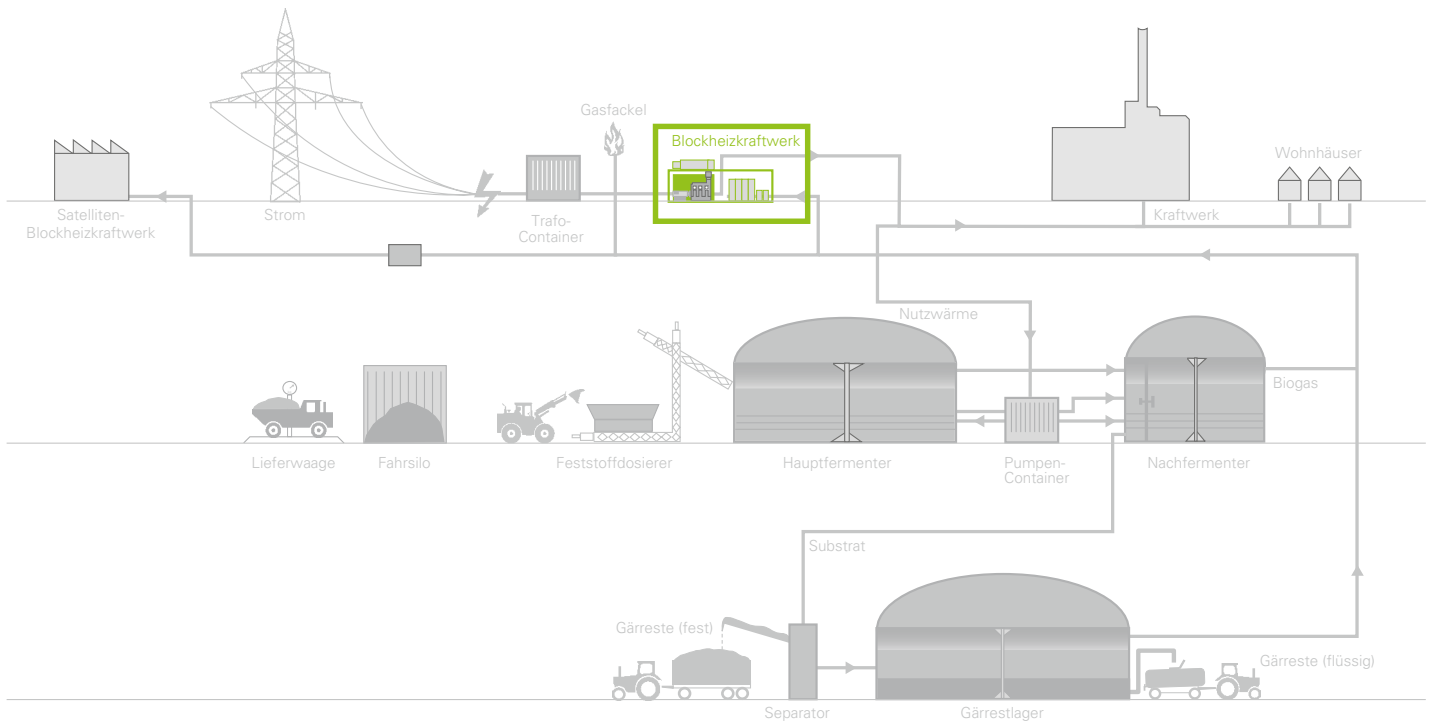 Gasfackel
Blockheizkraftwerk
Wohnhäuser
Satelliten-
Blockheizkraftwerk
Strom
Trafo-
Container
Kraftwerk
Nutzwärme
Biogas
Lieferwaage
Fahrsilo
Feststoffdosierer
Hauptfermenter
Pumpen-
Container
Nachfermenter
Substrat
Gärreste (fest)
Gärreste (flüssig)
Separator
Gärrestlager